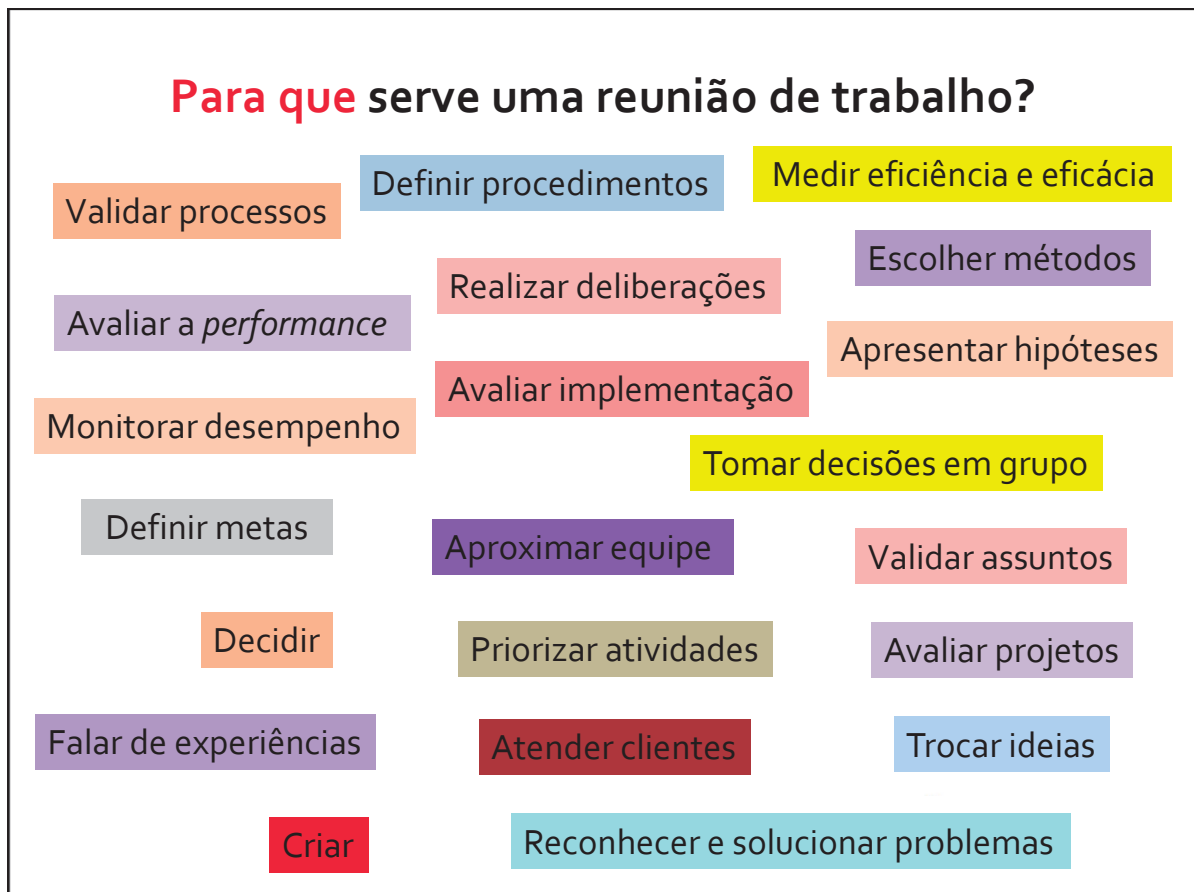 Para que serve uma reunião de trabalho?
Validar processos
Definir procedimentos
Medir eficiência e eficácia
Escolher métodos
Realizar deliberações
Avaliar a performance
Apresentar hipóteses
Avaliar implementação
Monitorar desempenho
Tomar decisões em grupo
Definir metas
Aproximar equipe
Validar assuntos
Decidir
Priorizar atividades
Avaliar projetos
Falar de experiências
Atender clientes
Trocar ideias
Criar
Reconhecer e solucionar problemas